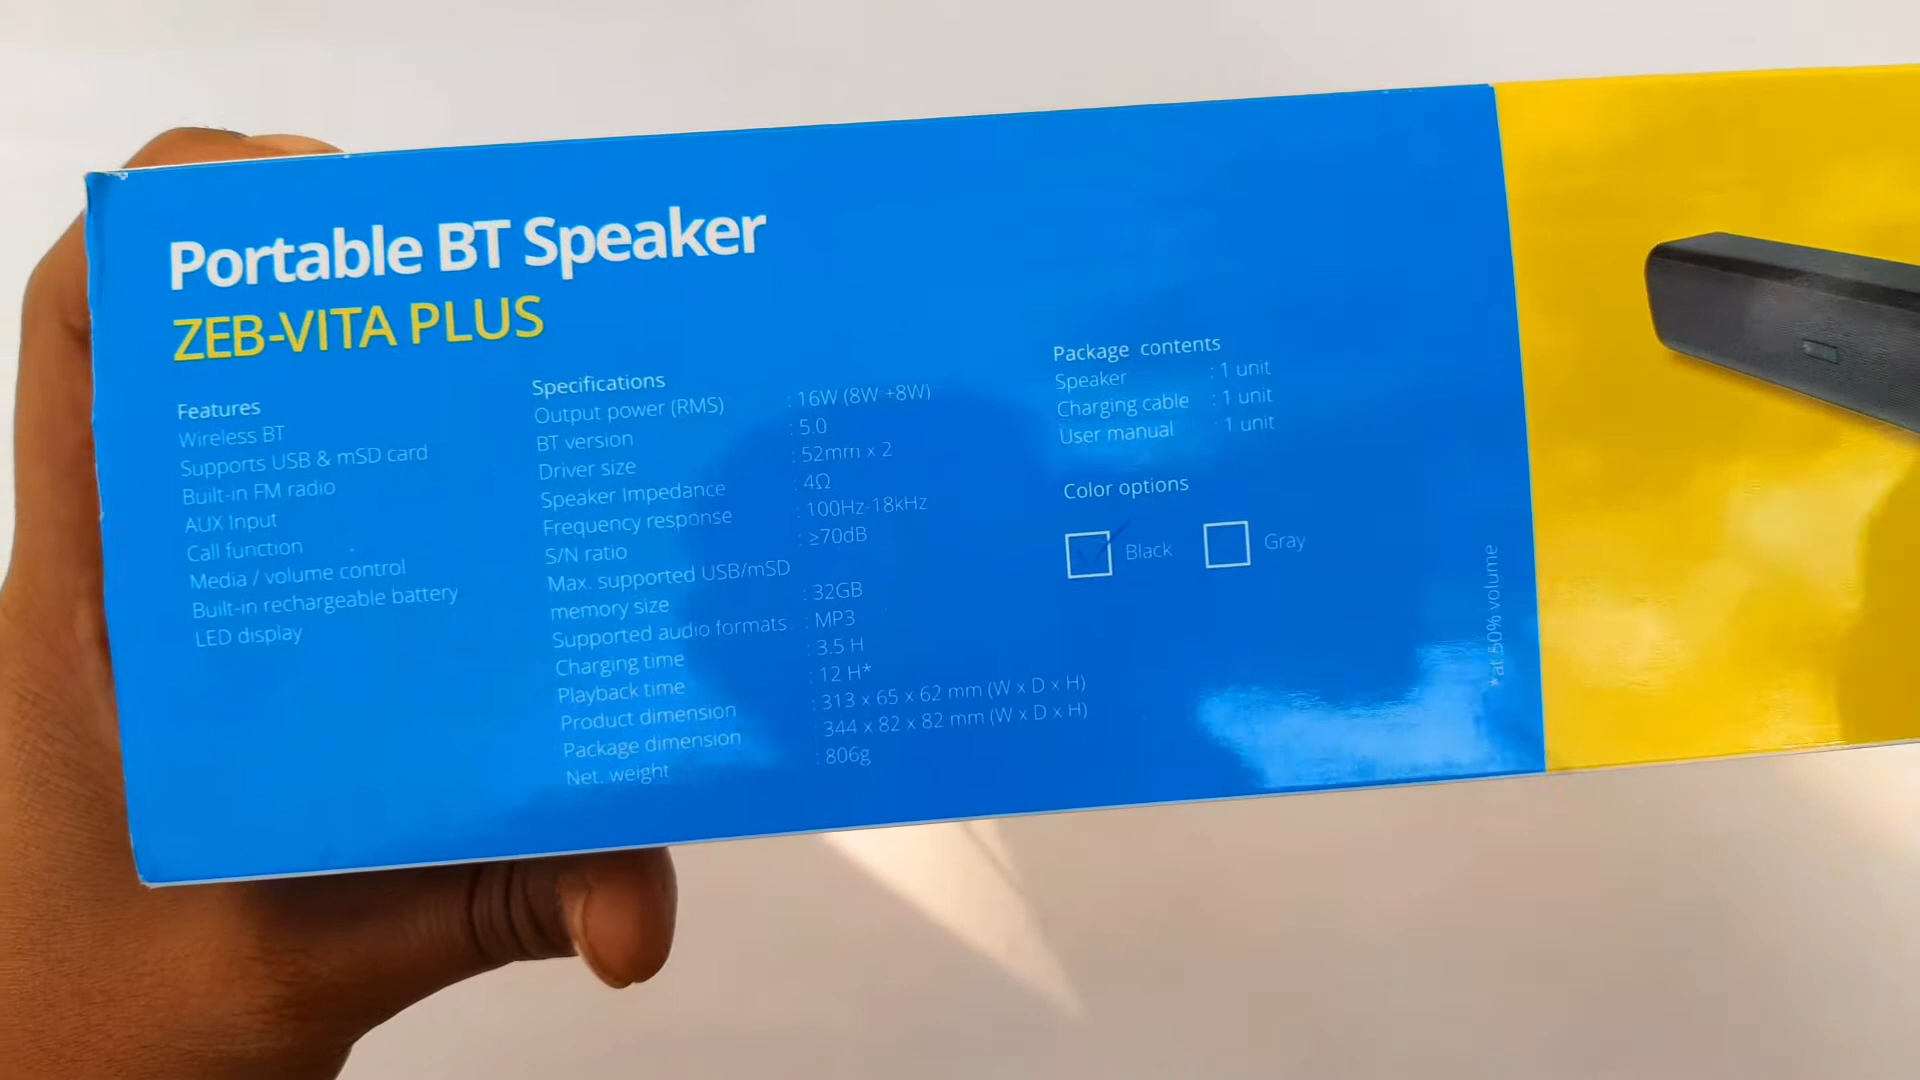 Portable BT Speaker
ZEB-VITA PLUS
Features
Wireless BT
Supports USB & mSD card
Built-in FM radio
AUX Input
Call function
Media / volume control
Built-in rechargeable battery
LED display
Specifications
Output power (RMS) : 16W (8W +8W)
BT version : 5.0
Driver size : 52mm x 2
Speaker Impedance : 4Ω
Frequency response : 100Hz-18kHz
S/N ratio : ≥70dB
Max. supported USB/mSD
memory size : 32GB
Supported audio formats : MP3
Charging time : 3.5 H
Playback time : 12 H*
Product dimension : 313 x 65 x 62 mm (W x D x H)
Package dimension : 344 x 82 x 82 mm (W x D x H)
Net. weight : 806g
Package contents
Speaker : 1 unit
Charging cable : 1 unit
User manual : 1 unit
Color options
Black Gray
*at 50% volume